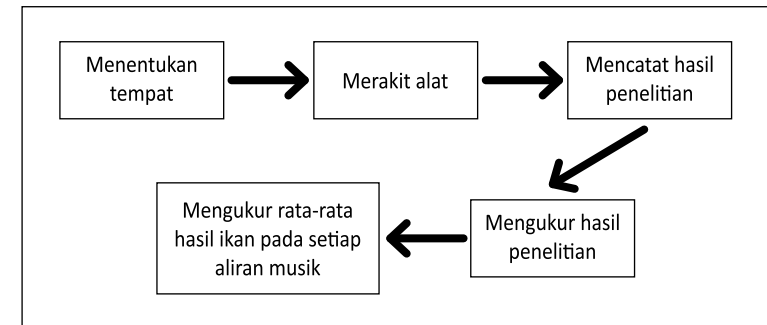 Menentukan
tempat
Merakit alat
Mencatat hasil
penelitian
Mengukur hasil
penelitian
Mengukur rata-rata
hasil ikan pada setiap
aliran musik